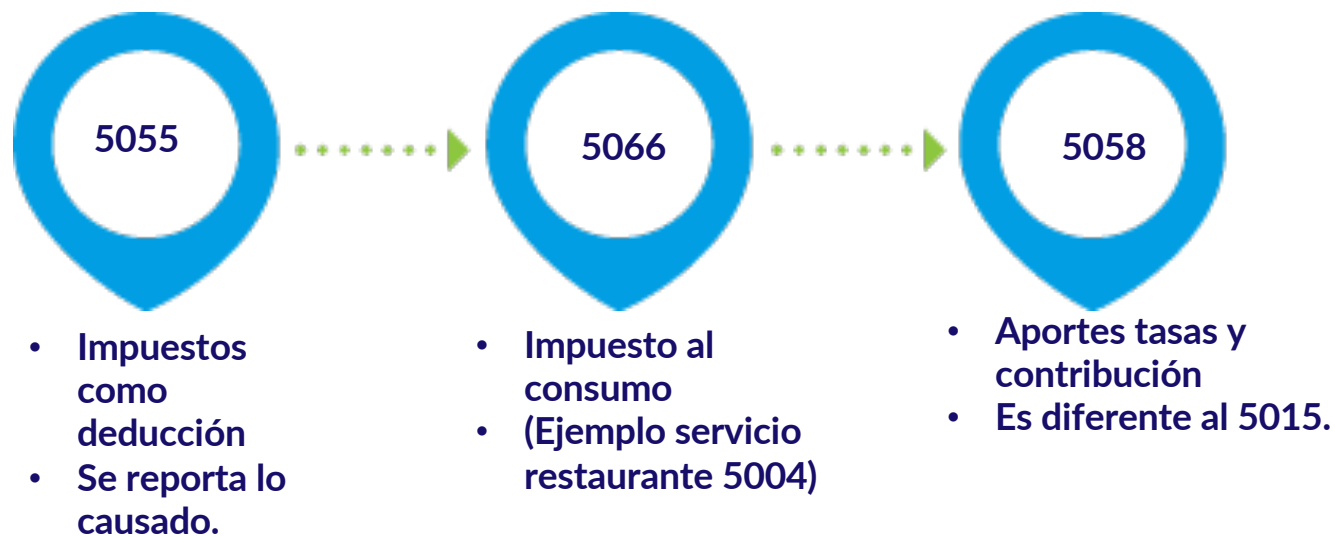 5055
• Impuestos
como
deducción
• Se reporta lo
causado.
5066
• Impuesto al
consumo
• (Ejemplo servicio
restaurante 5004)
5058
• Aportes tasas y
contribución
• Es diferente al 5015.